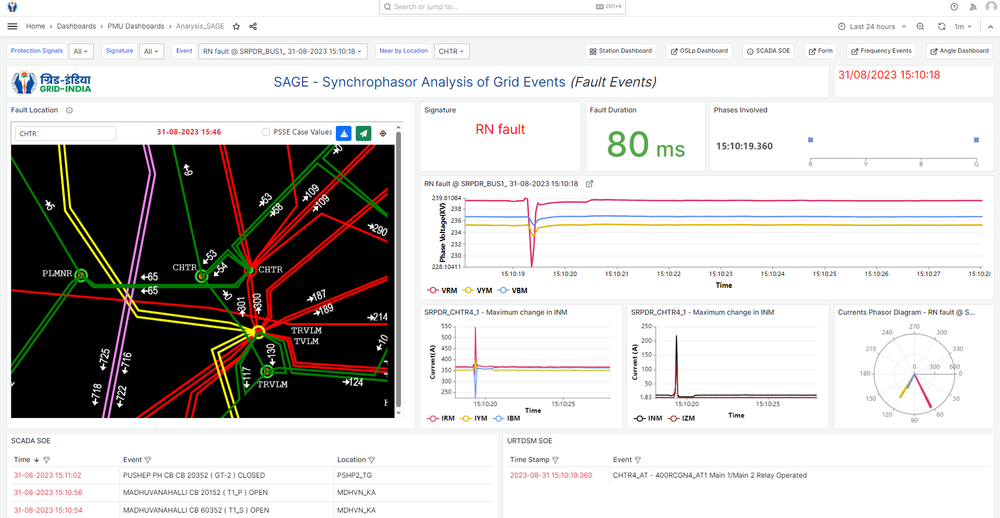 Search or jump to...
ctrl+k
Home › Dashboards › PMU Dashboards › Analysis_SAGE
Last 24 hours
1m
Protection Signals All
Signature All
Event RN fault @ SRPDR_BUS1_ 31-08-2023 15:10:18
Near by Location CHTR
Station Dashboard
OSLp Dashboard
SCADA SOE
Form
Frequency Events
Angle Dashboard
ग्रिड-इंडिया
GRID-INDIA
SAGE - Synchrophasor Analysis of Grid Events (Fault Events)
31/08/2023 15:10:18
Fault Location
CHTR
31-08-2023 15:46
PSSE Case Values
69
5
53
58
109
109
290
0
PLMNR
CHTR
CHTR
53
54
65
65
0
301
300
187
189
214
TRVLM
TVLM
10
130
117
TRVLM
124
725
716
718
722
Signature
RN fault
Fault Duration
80 ms
Phases Involved
15:10:19.360
R Y B G
RN fault @ SRPDR_BUS1_ 31-08-2023 15:10:18
Phase Voltage(KV)
239.81084
238
236
234
232
230
228.10411
15:10:19 15:10:20 15:10:21 15:10:22 15:10:23 15:10:24 15:10:25 15:10:26 15:10:27 15:10:28
Time
VRM VYM VBM
SRPDR_CHTR4_1 - Maximum change in INM
Current(A)
550
500
450
400
350
300
250
15:10:20 15:10:25
Time
IRM IYM IBM
SRPDR_CHTR4_1 - Maximum change in INM
Current (A)
250
200
150
100
50
1.83
15:10:20 15:10:25
Time
INM IZM
Currents Phasor Diagram - RN fault @ S...
270
240 300
210 330
180 0 300 600 0
150 30
120 60
90
SCADA SOE
Time Event Location
31-08-2023 15:11:02 PUSHEP PH CB CB 20352 ( GT-2 ) CLOSED PSHP2_TG
31-08-2023 15:10:56 MADHUVANAHALLI CB 20152 ( T1_P ) OPEN MDHVN_KA
31-08-2023 15:10:54 MADHUVANAHALLI CB 60352 ( T1_S ) OPEN MDHVN_KA
URTDSM SOE
Time Stamp Event
2023-08-31 15:10:19.360 CHTR4_AT - 400RCGN4_AT1 Main 1/Main 2 Relay Operated